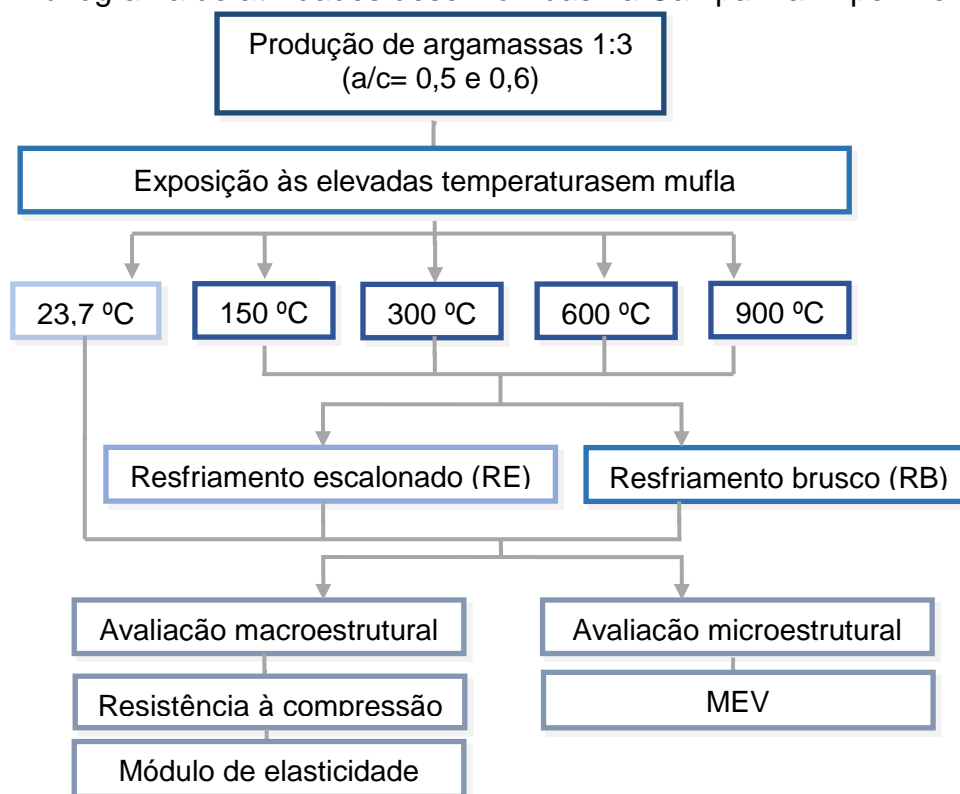 Produção de argamassas 1:3
(a/c= 0,5 e 0,6)
Exposição às elevadas temperaturasem mufla
23,7 ºC
150 ºC
300 ºC
600 ºC
900 ºC
Resfriamento escalonado (RE)
Resfriamento brusco (RB)
Avaliacão macroestrutural
Avaliacão microestrutural
Resistência à compressão
MEV
Módulo de elasticidade